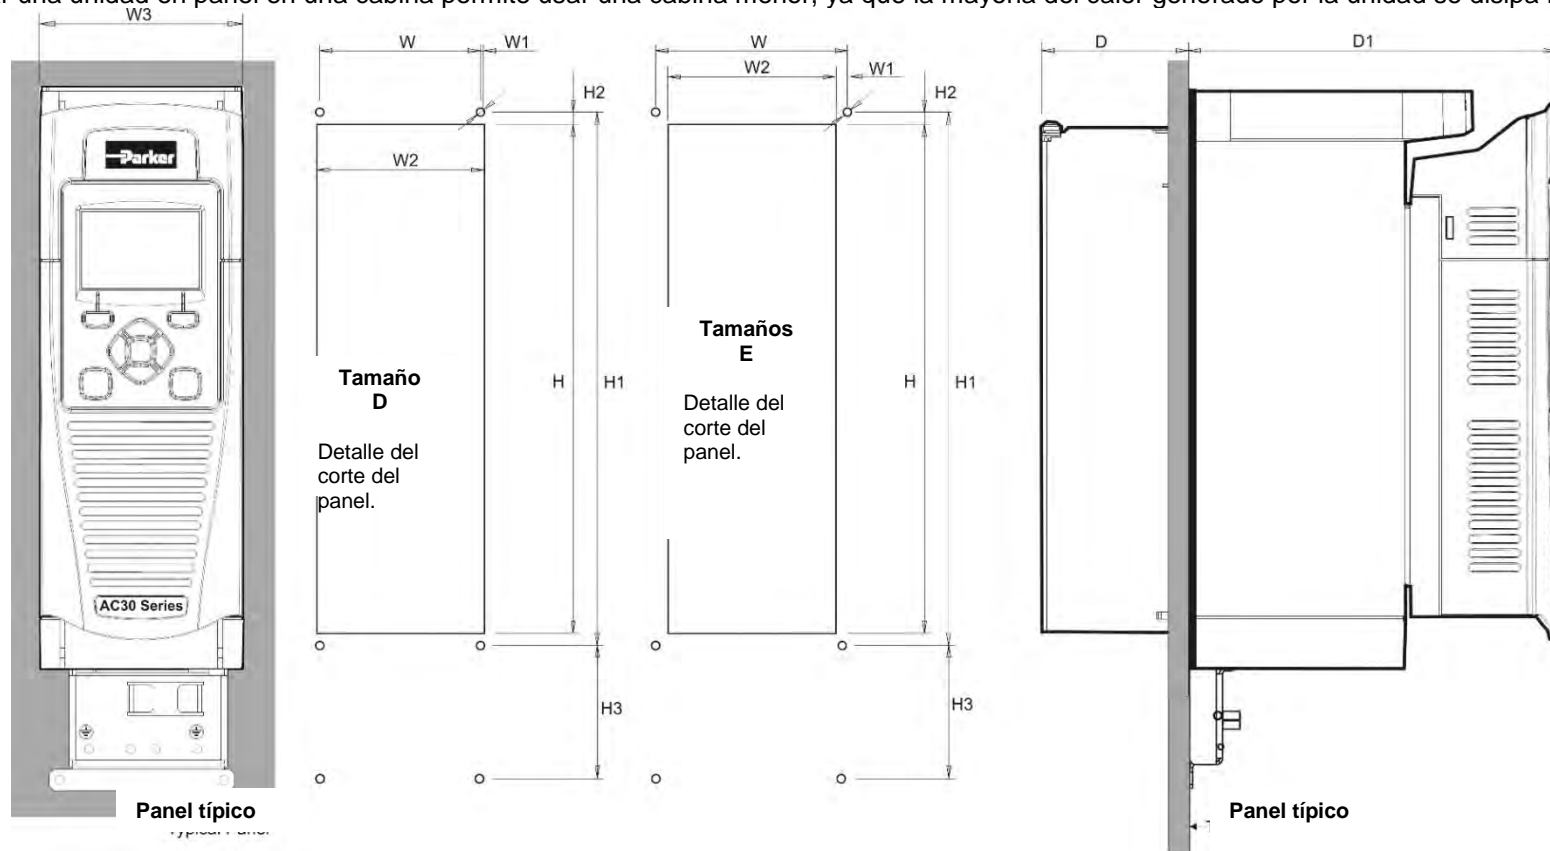 una unidad en panel en una cabina permite usar una cabina menor, ya que la mayoría del calor generado por la unidad se disipa
W3
W
W1
W2
H2
H
H1
H3
Tamaño
D
Detalle del
corte del
panel.
W
W2
W1
H2
H
H1
H3
Tamaños
E
Detalle del
corte del
panel.
D
D1
Parker
AC30 Series
Panel típico
Panel típico